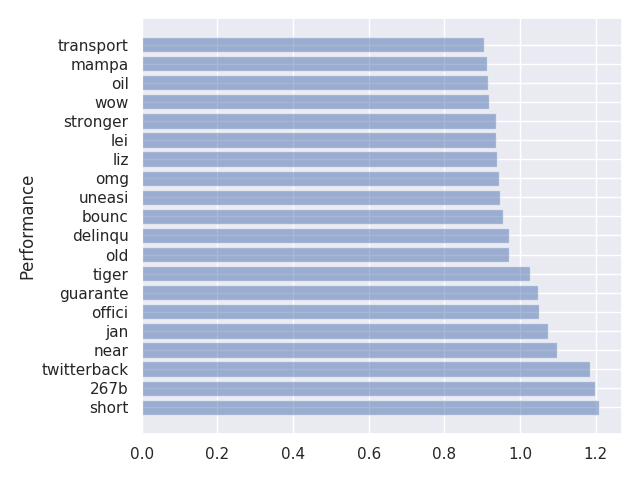 Performance
transport
mampa
oil
wow
stronger
lei
liz
omg
uneasi
bounc
delinqu
old
tiger
guarante
offici
jan
near
twitterback
267b
short
0.0 0.2 0.4 0.6 0.8 1.0 1.2